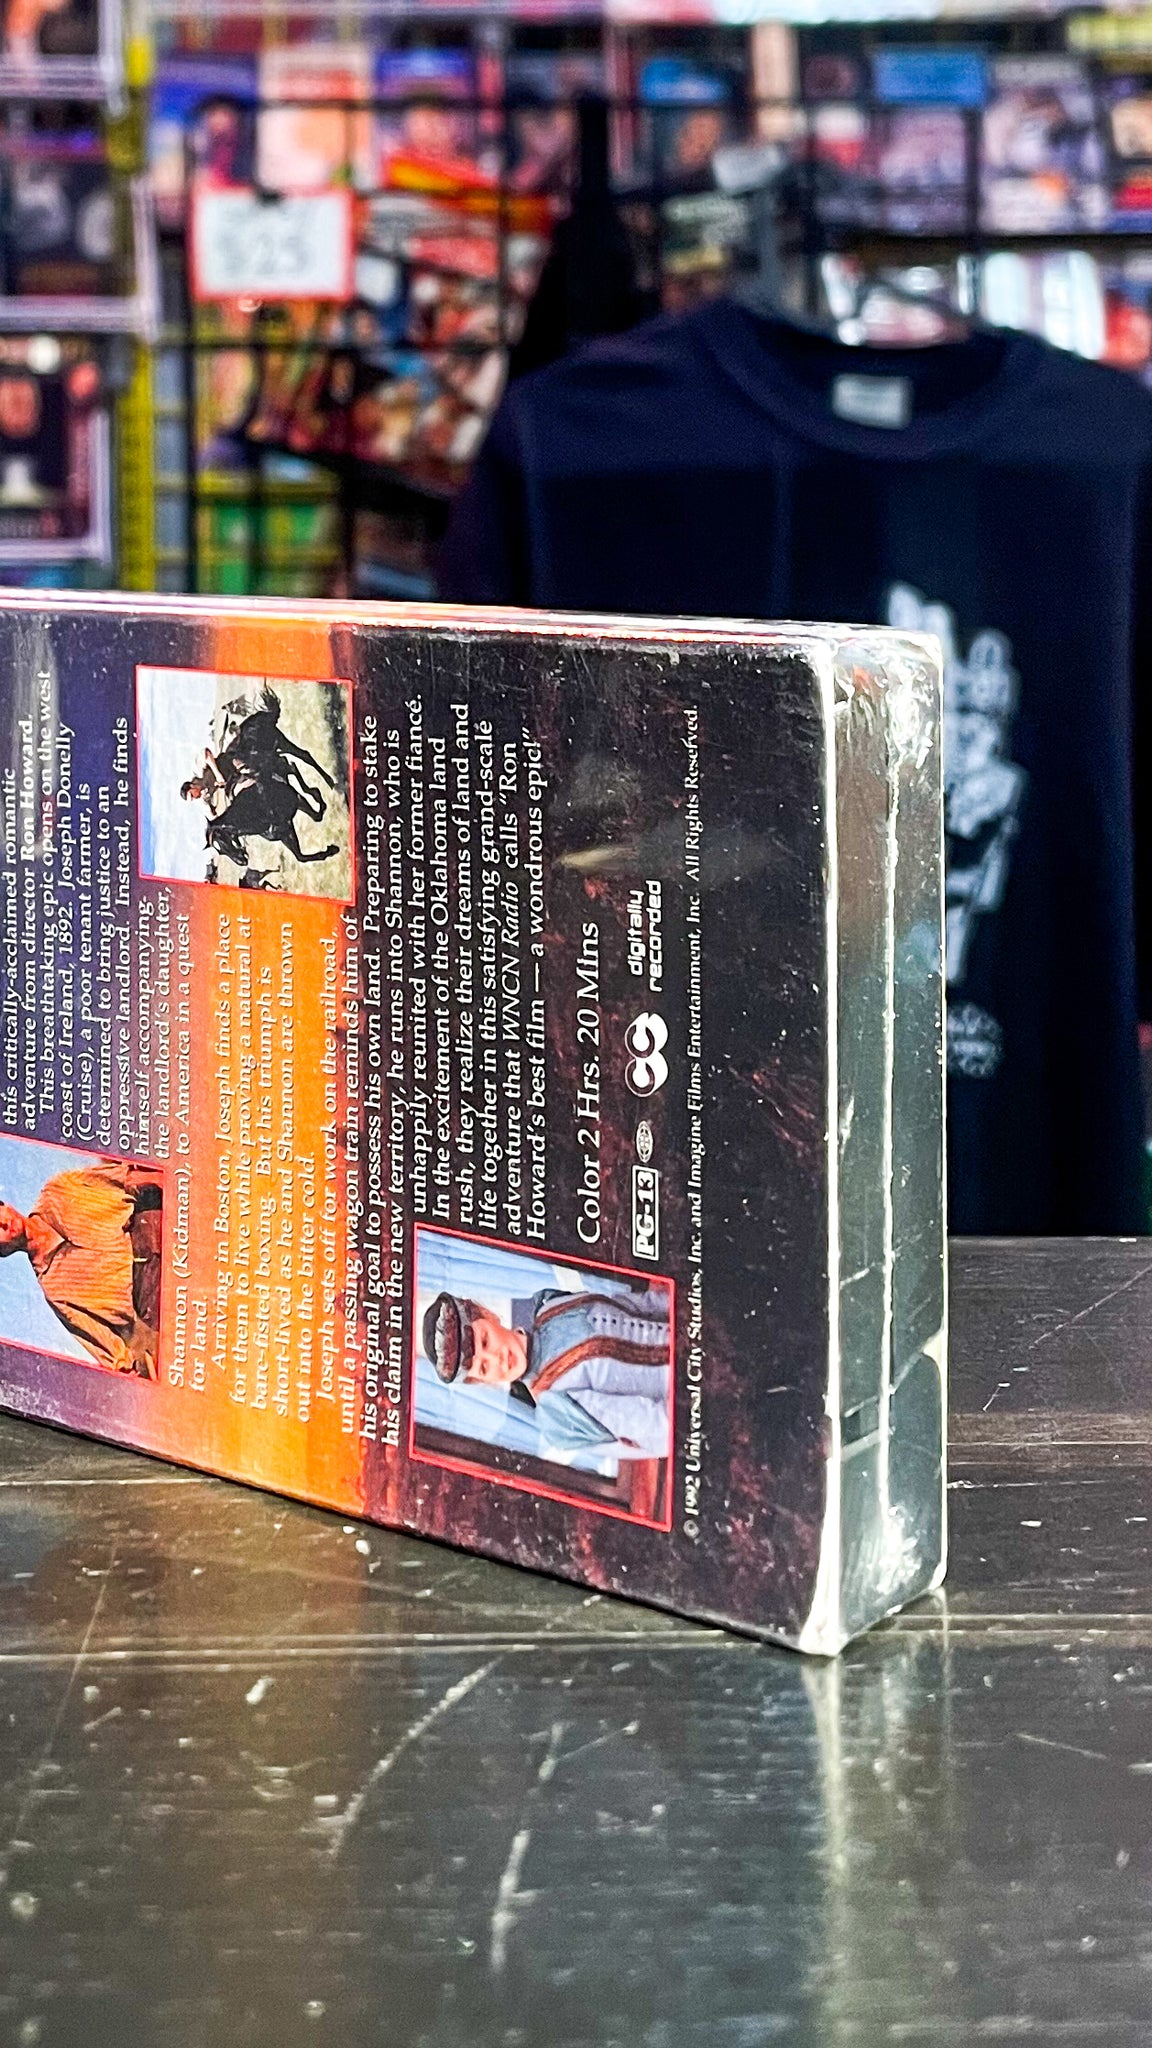 $25
this critically-acclaimed romantic
adventure from director Ron Howard.
This breathtaking epic opens on the west
coast of Ireland, 1892. Joseph Donelly
(Cruise), a poor tenant farmer, is
determined to bring justice to an
oppressive landlord. Instead, he finds
himself accompanying
the landlord's daughter,
Shannon (Kidman), to America in a quest
for land.
Arriving in Boston, Joseph finds a place
for them to live while proving a natural at
bare-fisted boxing. But his triumph is
short-lived as he and Shannon are thrown
out into the bitter cold.
Joseph sets off for work on the railroad,
until a passing wagon train reminds him of
his original goal to possess his own land. Preparing to stake
his claim in the new territory, he runs into Shannon, who is
unhappily reunited with her former fiancé.
In the excitement of the Oklahoma land
rush, they realize their dreams of land and
life together in this satisfying grand-scale
adventure that WNCN Radio calls "Ron
Howard's best film — a wondrous epic!"
Color 2 Hrs. 20 Mins
PG-13
CC
digitally
recorded
© 1992 Universal City Studios, Inc. and Imagine Films Entertainment, Inc. All Rights Reserved.